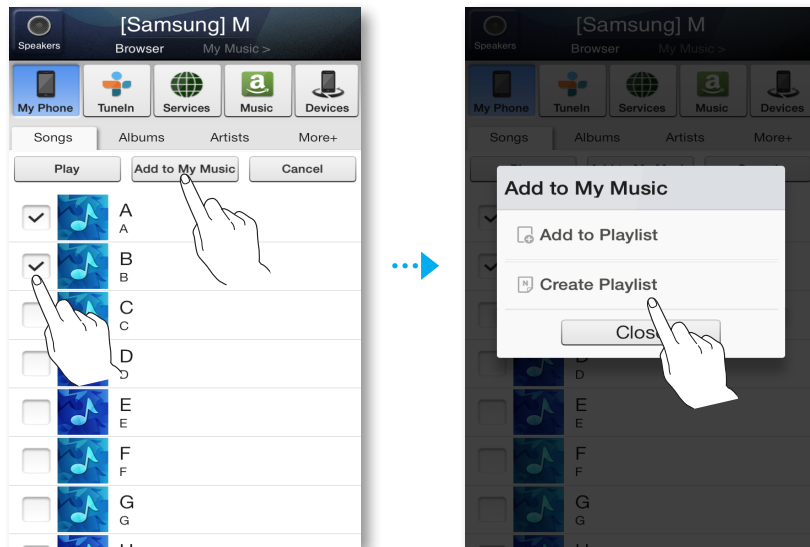 [Samsung] M
Speakers
Browser My Music >
My Phone TuneIn Services Music Devices
Songs Albums Artists More+
Play Add to My Music Cancel
A
A
B
B
C
C
D
D
E
E
F
F
G
G
[Samsung] M
Speakers
Browser My Music >
My Phone TuneIn Services Music Devices
Songs Albums Artists More+
Add to My Music
Add to Playlist
N Create Playlist
Close
D
D
E
E
F
F
G
G